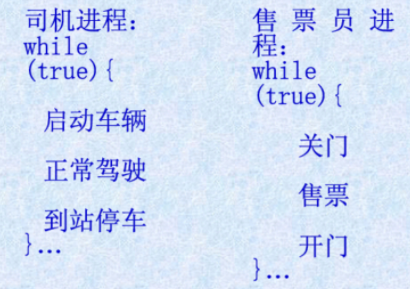 司机进程：
while
(true){
启动车辆
正常驾驶
到站停车
}…
售 票 员 进
程：
while
(true){
关门
售票
开门
}…